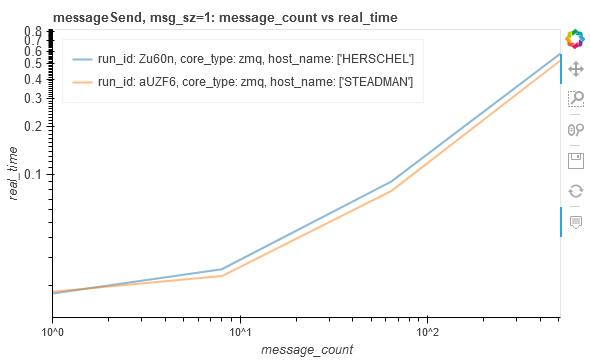 messageSend, msg_sz=1: message_count vs real_time
run_id: Zu60n, core_type: zmq, host_name: ['HERSCHEL']
run_id: aUZF6, core_type: zmq, host_name: ['STEADMAN']
0.8
0.7
0.6
0.5
0.4
0.3
0.2
0.1
real_time
10^0
10^1
10^2
message_count